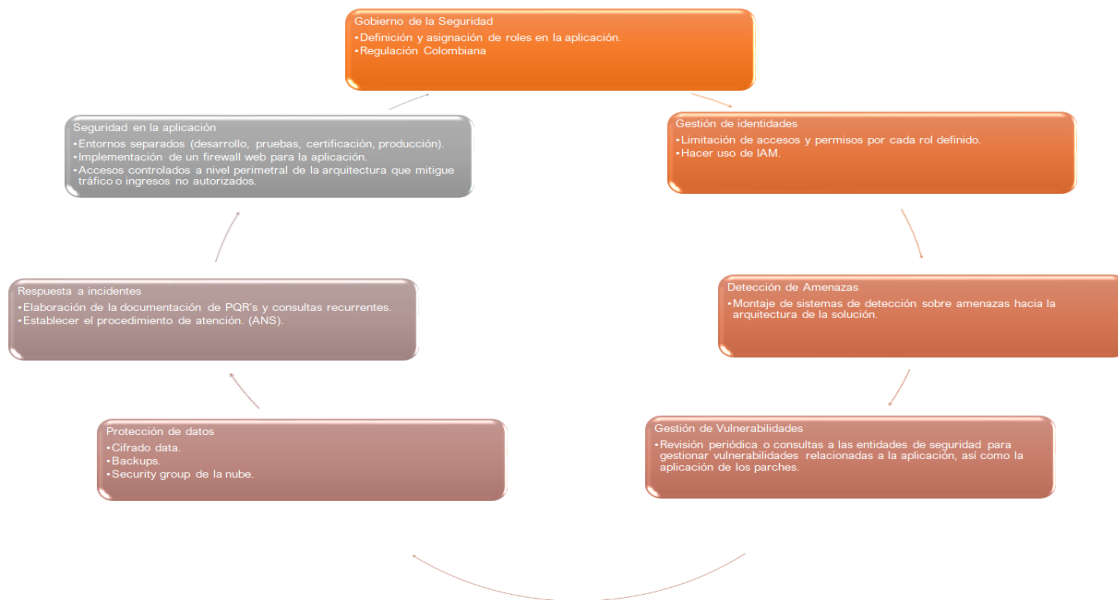 Gobierno de la Seguridad
•Definición y asignación de roles en la aplicación.
•Regulación Colombiana
Gestión de identidades
•Limitación de accesos y permisos por cada rol definido.
•Hacer uso de IAM.
Detección de Amenazas
•Montaje de sistemas de detección sobre amenazas hacia la
arquitectura de la solución.
Gestión de Vulnerabilidades
•Revisión periódica o consultas a las entidades de seguridad para
gestionar vulnerabilidades relacionadas a la aplicación, así como la
aplicación de los parches.
Protección de datos
•Cifrado data.
•Backups.
•Security group de la nube.
Respuesta a incidentes
•Elaboración de la documentación de PQR's y consultas recurrentes.
•Establecer el procedimiento de atención. (ANS).
Seguridad en la aplicación
•Entornos separados (desarrollo, pruebas, certificación, producción).
•Implementación de un firewall web para la aplicación.
•Accesos controlados a nivel perimetral de la arquitectura que mitigue
tráfico o ingresos no autorizados.